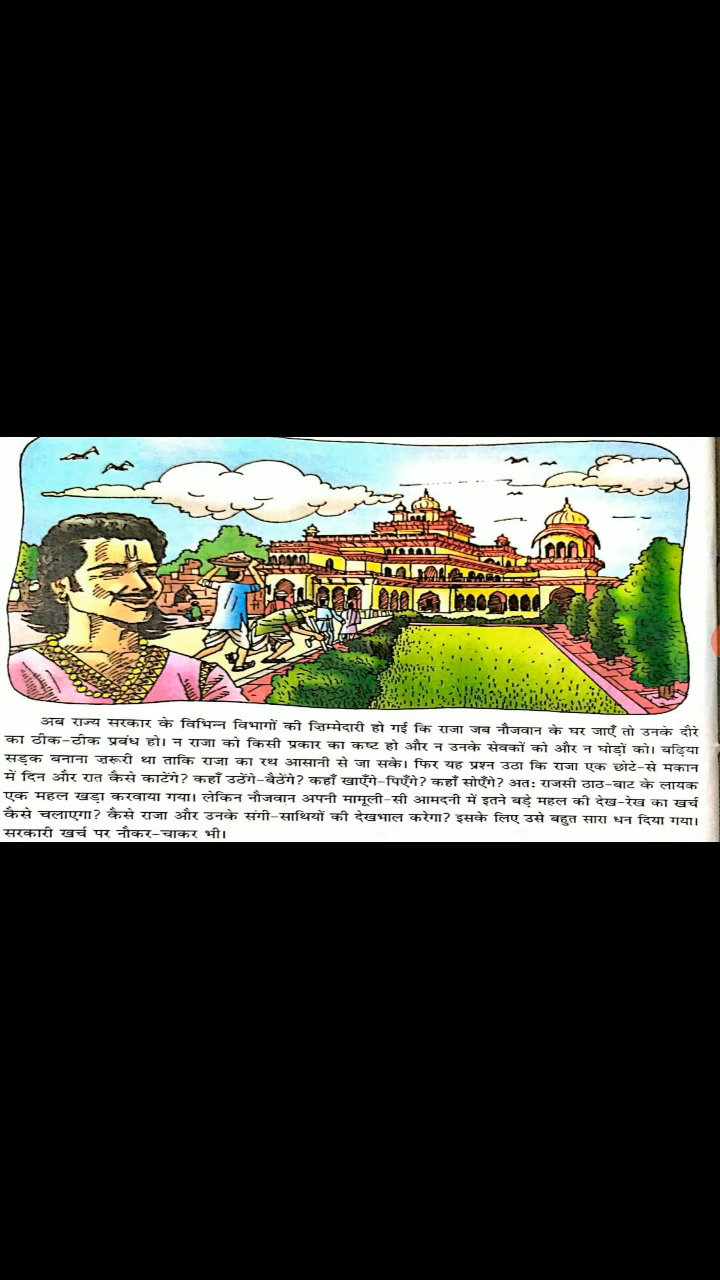 अब राज्य सरकार के विभिन्न विभागों की ज़िम्मेदारी हो गई कि राजा जब नौजवान के घर जाएँ तो उनके दौरे
का ठीक-ठीक प्रबंध हो। न राजा को किसी प्रकार का कष्ट हो और न उनके सेवकों को और न घोड़ों को। बढ़िया
सड़क बनाना ज़रूरी था ताकि राजा का रथ आसानी से जा सके। फिर यह प्रश्न उठा कि राजा एक छोटे-से मकान
में दिन और रात कैसे काटेंगे? कहाँ उठेंगे-बैठेंगे? कहाँ खाएँगे-पिएँगे? कहाँ सोएँगे? अतः राजसी ठाठ-बाट के लायक
एक महल खड़ा करवाया गया। लेकिन नौजवान अपनी मामूली-सी आमदनी में इतने बड़े महल की देख-रेख का खर्च
कैसे चलाएगा? कैसे राजा और उनके संगी-साथियों की देखभाल करेगा? इसके लिए उसे बहुत सारा धन दिया गया।
सरकारी खर्च पर नौकर-चाकर भी।